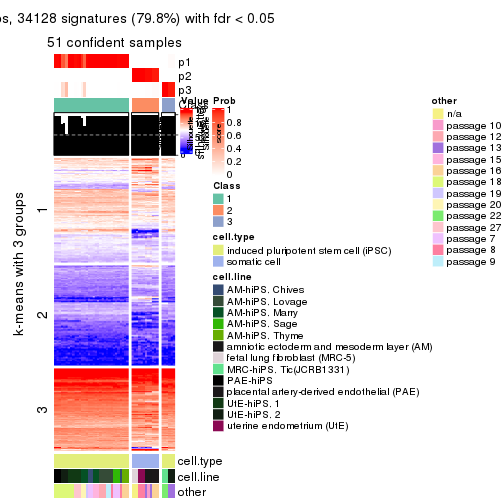 os, 34128 signatures (79.8%) with fdr < 0.05
51 confident samples
p1
p2
p3
Class
Value
Prob
1
0.8
0.6
0.4
0.2
0
Class
1
2
3
cell.type
induced pluripotent stem cell (iPSC)
somatic cell
cell.line
AM-hiPS. Chives
AM-hiPS. Lovage
AM-hiPS. Marry
AM-hiPS. Sage
AM-hiPS. Thyme
amniotic ectoderm and mesoderm layer (AM)
fetal lung fibroblast (MRC-5)
MRC-hiPS. Tic(JCRB1331)
PAE-hiPS
placental artery-derived endothelial (PAE)
UtE-hiPS. 1
UtE-hiPS. 2
uterine endometrium (UtE)
other
n/a
passage 10
passage 12
passage 13
passage 15
passage 16
passage 18
passage 19
passage 20
passage 22
passage 27
passage 7
passage 8
passage 9
k-means with 3 groups
1
2
3
cell.type
cell.line
other